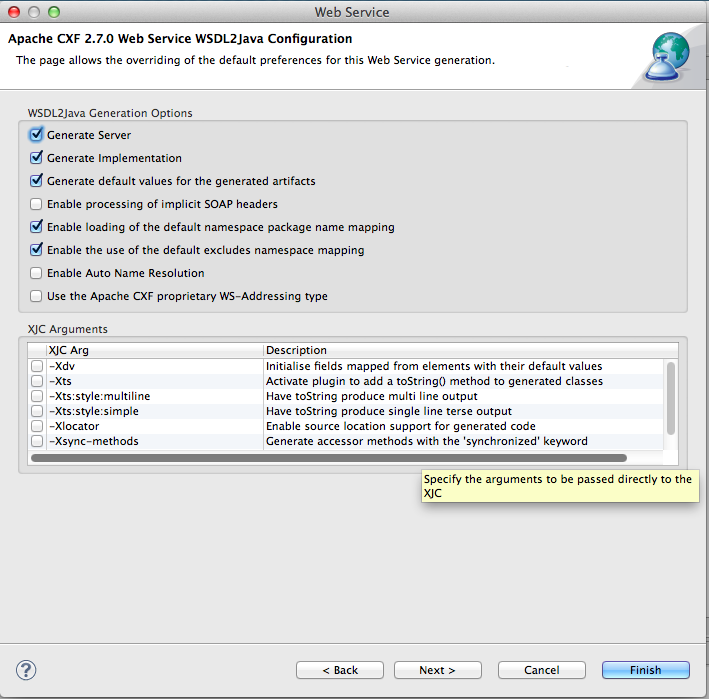 Web Service
Apache CXF 2.7.0 Web Service WSDL2Java Configuration
The page allows the overriding of the default preferences for this Web Service generation.
WSDL2Java Generation Options
Generate Server
Generate Implementation
Generate default values for the generated artifacts
Enable processing of implicit SOAP headers
Enable loading of the default namespace package name mapping
Enable the use of the default excludes namespace mapping
Enable Auto Name Resolution
Use the Apache CXF proprietary WS-Addressing type
XJC Arguments
XJC Arg Description
-Xdv Initialise fields mapped from elements with their default values
-Xts Activate plugin to add a toString() method to generated classes
-Xts:style:multiline Have toString produce multi line output
-Xts:style:simple Have toString produce single line terse output
-Xlocator Enable source location support for generated code
-Xsync-methods Generate accessor methods with the 'synchronized' keyword
Specify the arguments to be passed directly to the
XJC
? < Back Next > Cancel Finish